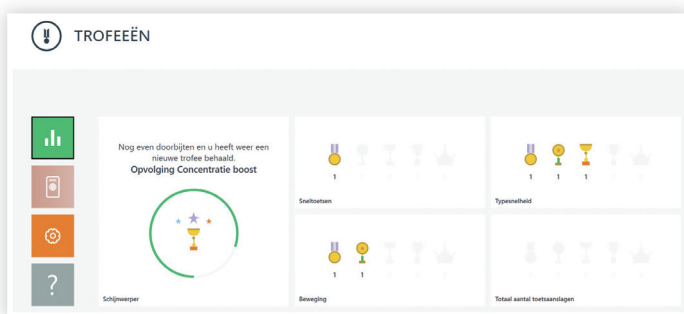 TROFEEËN
Nog even doorbijten en u heeft weer een
nieuwe trofee behaald.
Opvolging Concentratie boost
Schijnwerper
1
Sneltoetsen
1 1 1
Typesnelheid
1 1
Beweging
Totaal aantal toetsaanslagen
?